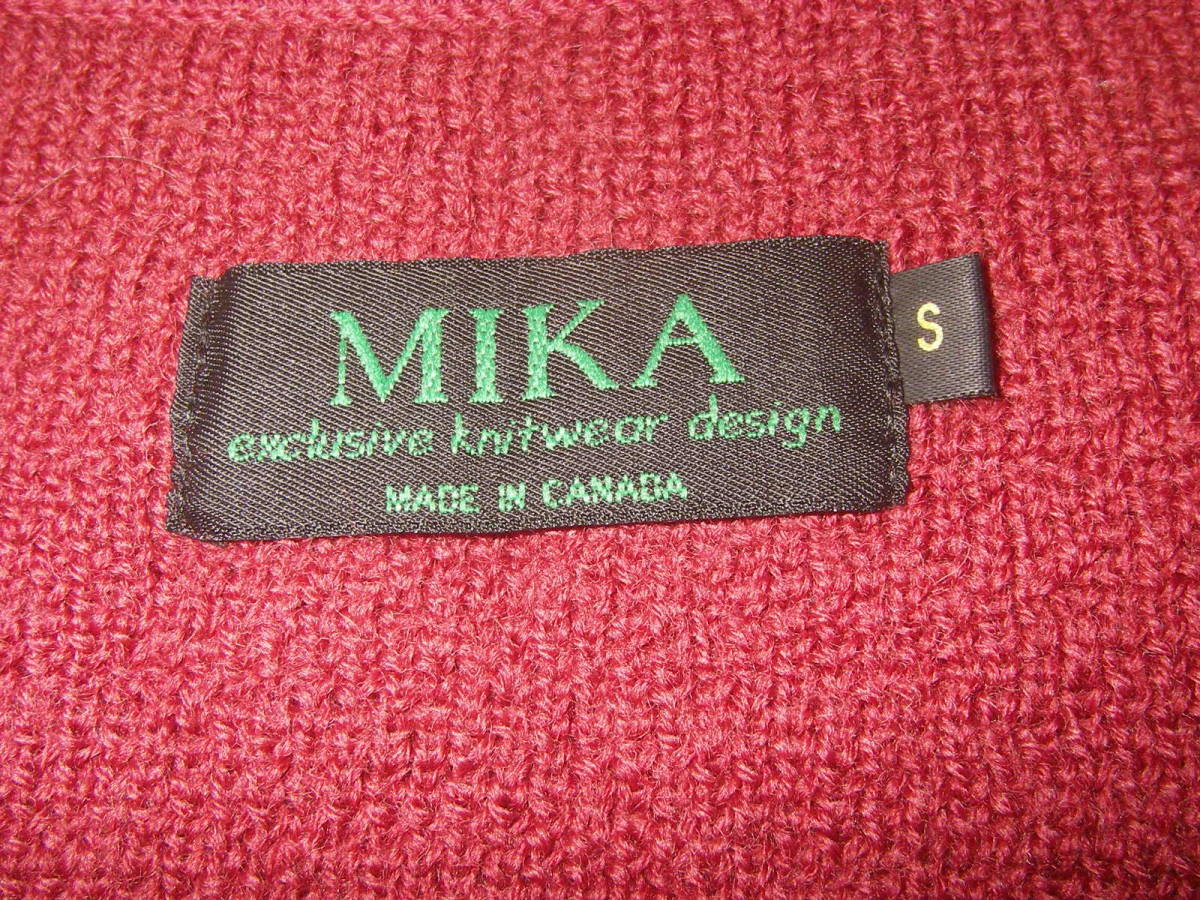 MIKA
exclusive knitwear design
MADE IN CANADA
S